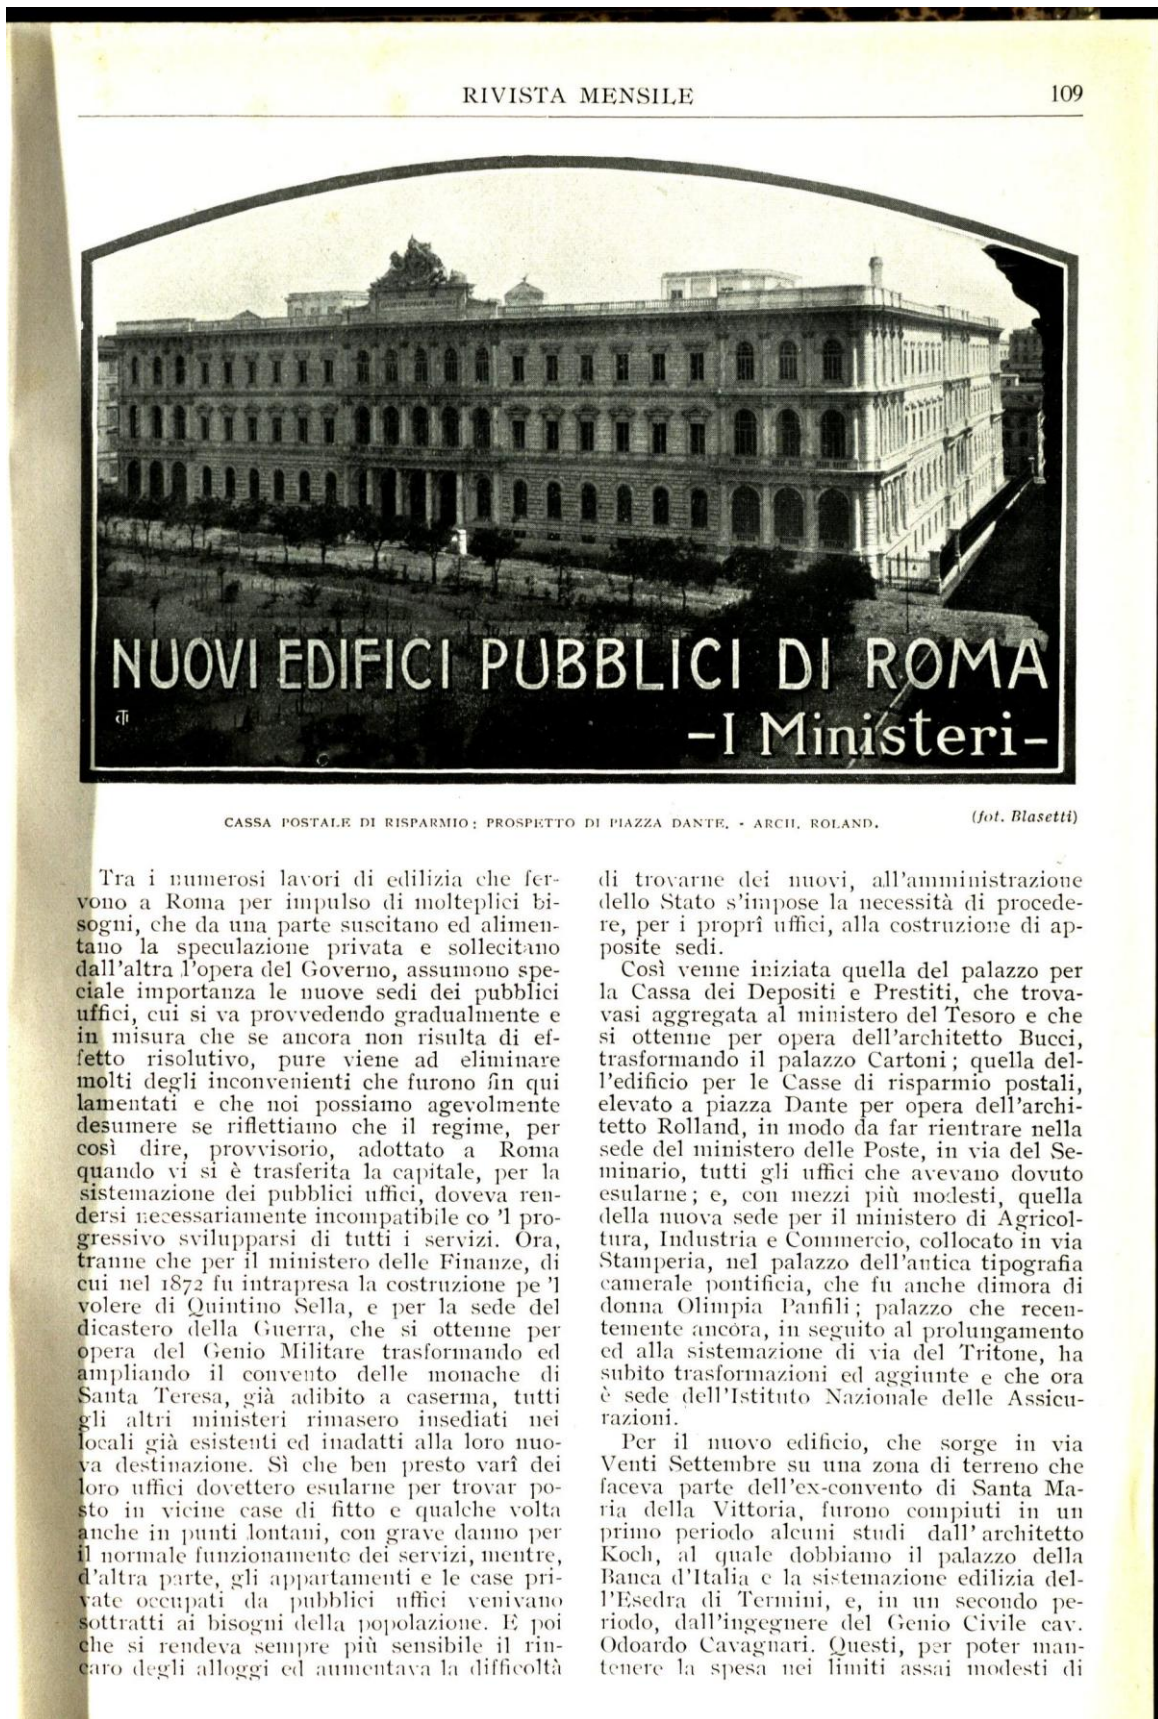 RIVISTA MENSILE
109
NUOVI EDIFICI PUBBLICI DI ROMA
-I Ministeri-
CASSA POSTALE DI RISPARMIO: PROSPETTO DI PIAZZA DANTE. - ARCH. ROLAND.
(fot. Blasetti)
Tra i numerosi lavori di edilizia che fer-
vono a Roma per impulso di molteplici bi-
sogni, che da una parte suscitano ed alimen-
tano la speculazione privata e sollecitano
dall'altra l'opera del Governo, assumono spe-
ciale importanza le nuove sedi dei pubblici
uffici, cui si va provvedendo gradualmente e
in misura che se ancora non risulta di ef-
fetto risolutivo, pure viene ad eliminare
molti degli inconvenienti che furono fin qui
lamentati e che noi possiamo agevolmente
desumere se riflettiamo che il regime, per
così dire, provvisorio, adottato a Roma
quando vi si è trasferita la capitale, per la
sistemazione dei pubblici uffici, doveva ren-
dersi necessariamente incompatibile co 'l pro-
gressivo svilupparsi di tutti i servizi. Ora,
tranne che per il ministero delle Finanze, di
cui nel 1872 fu intrapresa la costruzione pe 'l
volere di Quintino Sella, e per la sede del
dicastero della Guerra, che si ottenne per
opera del Genio Militare trasformando ed
ampliando il convento delle monache di
Santa Teresa, già adibito a caserma, tutti
gli altri ministeri rimasero insediati nei
locali già esistenti ed inadatti alla loro nuo-
va destinazione. Sì che ben presto varî dei
loro uffici dovettero esularne per trovar po-
sto in vicine case di fitto e qualche volta
anche in punti lontani, con grave danno per
il normale funzionamento dei servizi, mentre,
d'altra parte, gli appartamenti e le case pri-
vate occupati da pubblici uffici venivano
sottratti ai bisogni della popolazione. E poi
che si rendeva sempre più sensibile il rin-
caro degli alloggi ed aumentava la difficoltà
di trovarne dei nuovi, all'amministrazione
dello Stato s'impose la necessità di procede-
re, per i proprî uffici, alla costruzione di ap-
posite sedi.
Così venne iniziata quella del palazzo per
la Cassa dei Depositi e Prestiti, che trova-
vasi aggregata al ministero del Tesoro e che
si ottenne per opera dell'architetto Bucci,
trasformando il palazzo Cartoni; quella del-
l'edificio per le Casse di risparmio postali,
elevato a piazza Dante per opera dell'archi-
tetto Rolland, in modo da far rientrare nella
sede del ministero delle Poste, in via del Se-
minario, tutti gli uffici che avevano dovuto
esularne; e, con mezzi più modesti, quella
della nuova sede per il ministero di Agricol-
tura, Industria e Commercio, collocato in via
Stamperia, nel palazzo dell'antica tipografia
camerale pontificia, che fu anche dimora di
donna Olimpia Panfili; palazzo che recen-
temente ancòra, in seguito al prolungamento
ed alla sistemazione di via del Tritone, ha
subìto trasformazioni ed aggiunte e che ora
è sede dell'Istituto Nazionale delle Assicu-
razioni.
Per il nuovo edificio, che sorge in via
Venti Settembre su una zona di terreno che
faceva parte dell'ex-convento di Santa Ma-
ria della Vittoria, furono compiuti in un
primo periodo alcuni studi dall' architetto
Koch, al quale dobbiamo il palazzo della
Banca d'Italia e la sistemazione edilizia del-
l'Esedra di Termini, e, in un secondo pe-
riodo, dall'ingegnere del Genio Civile cav.
Odoardo Cavagnari. Questi, per poter man-
tenere la spesa nei limiti assai modesti di